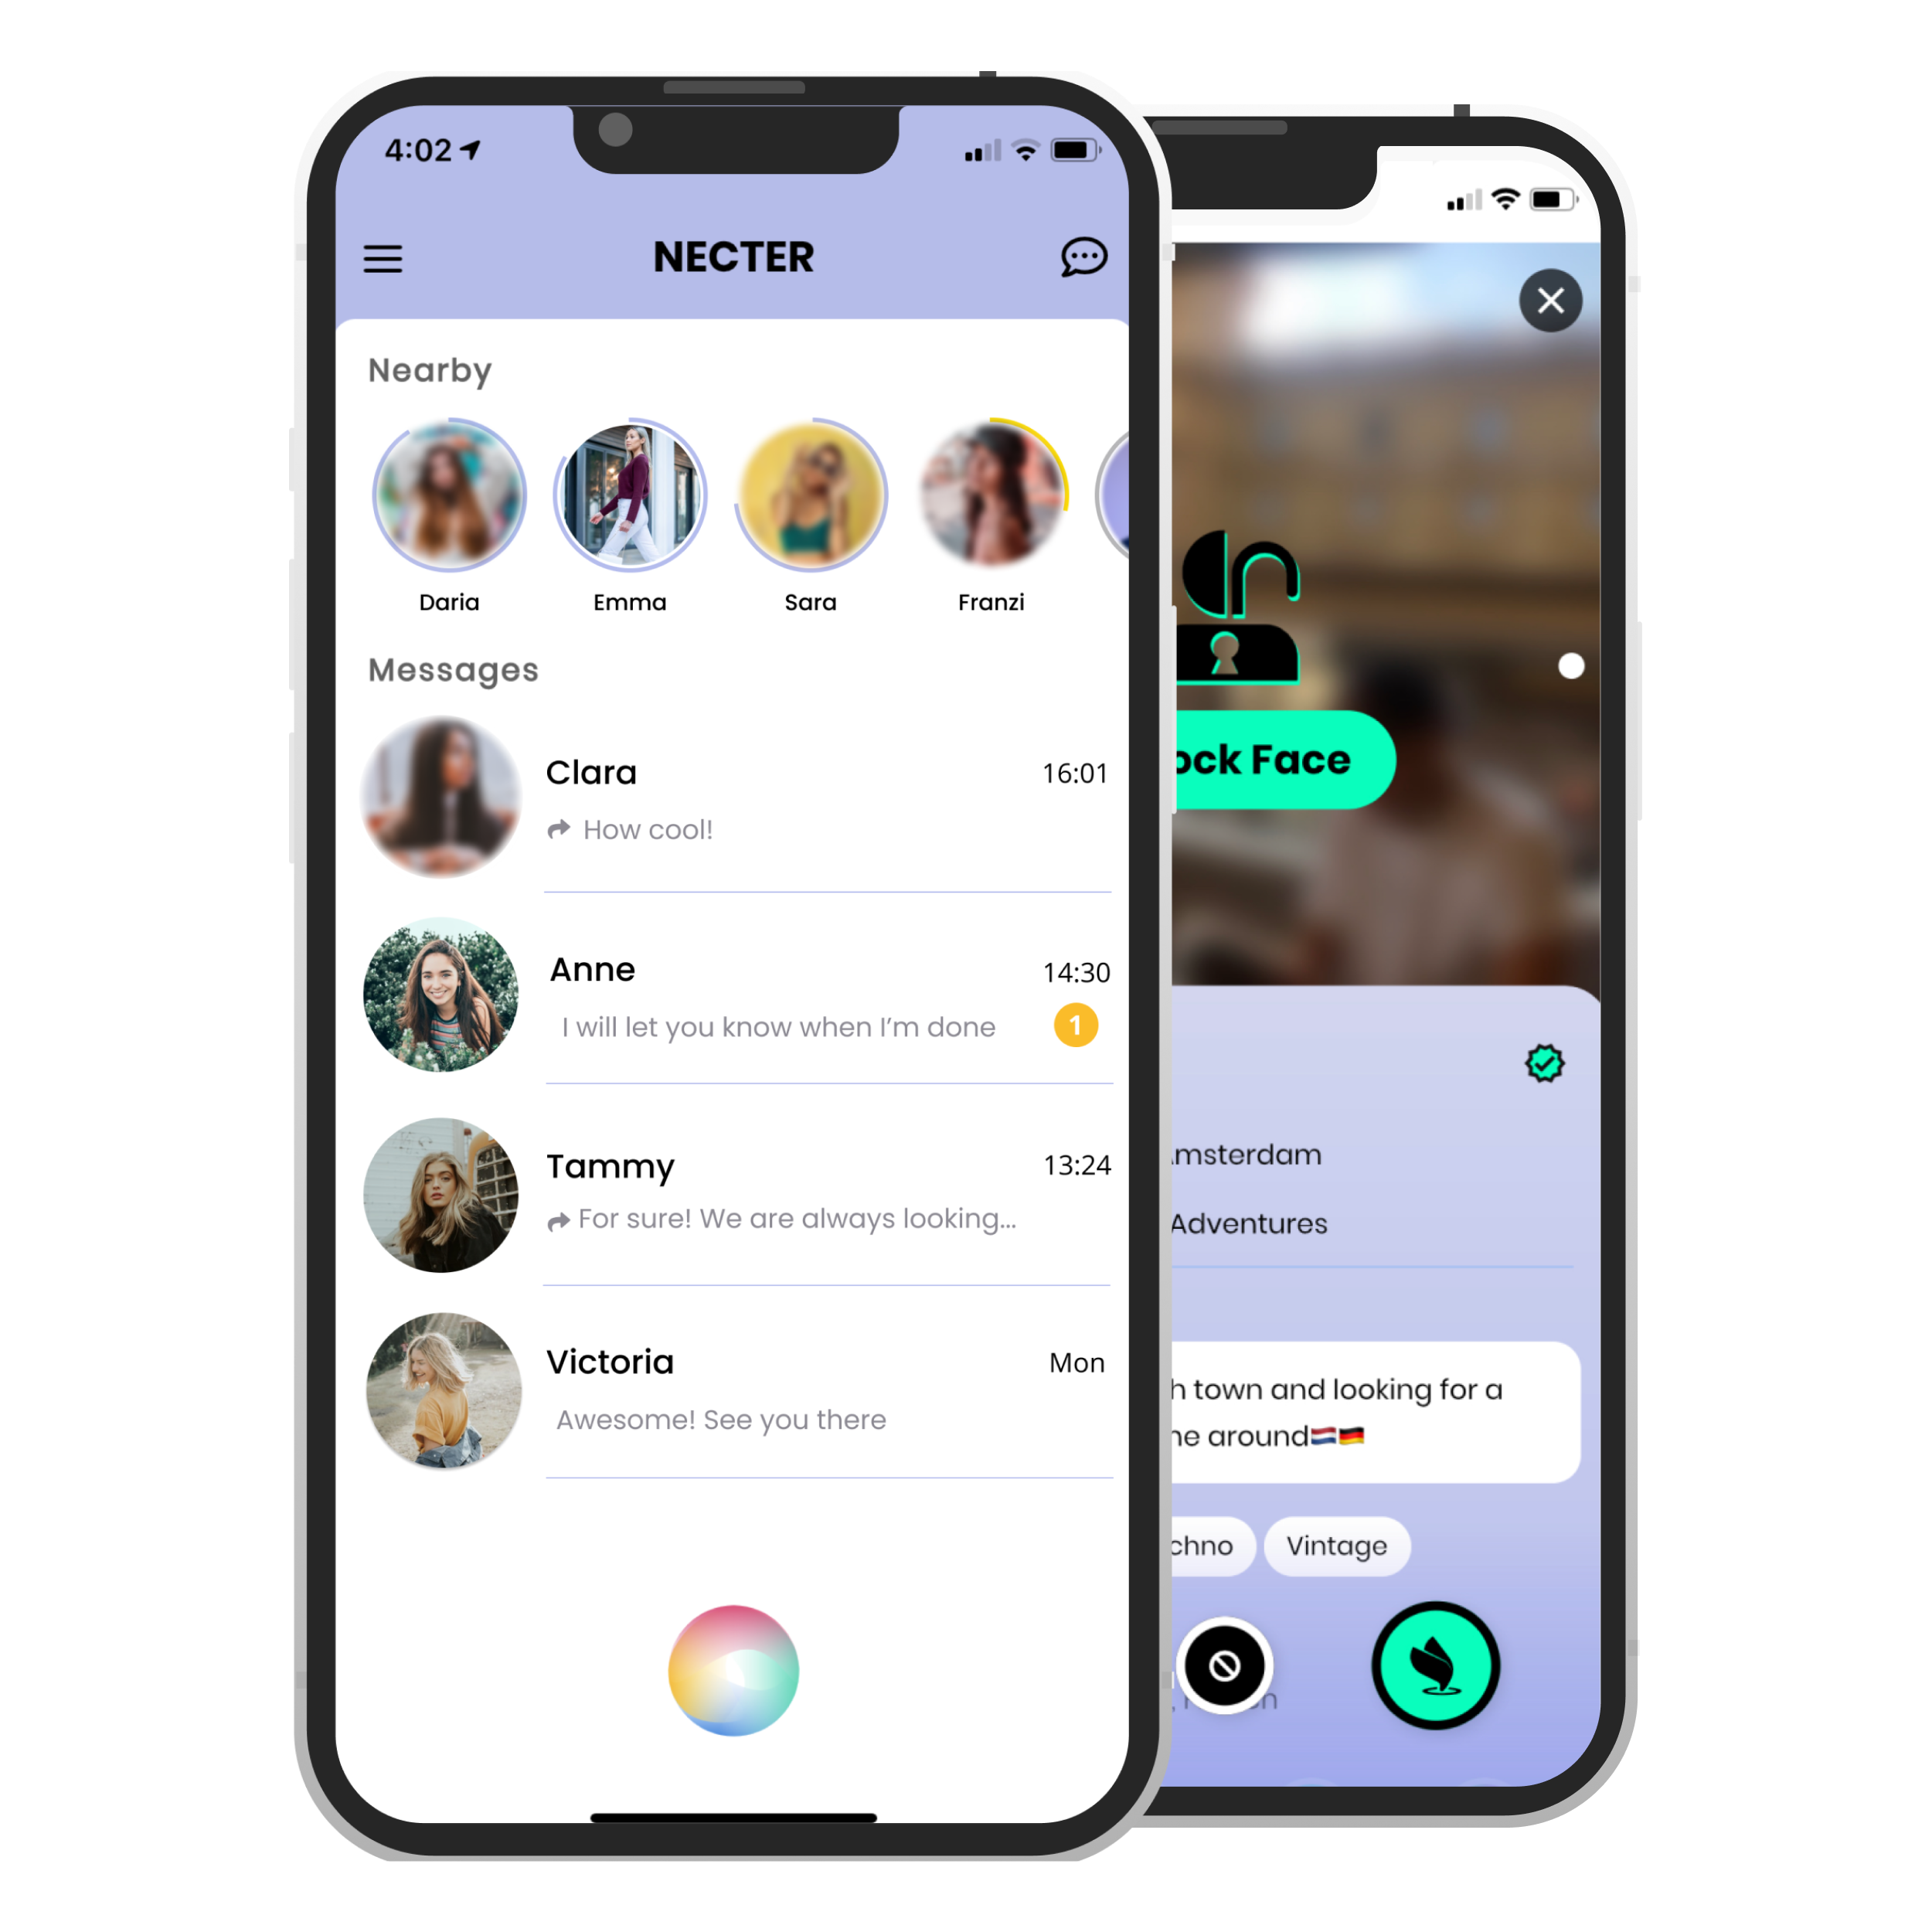 4:02
NECTER
Nearby
Daria Emma Sara Franzi
Messages
Clara 16:01
How cool!
Anne 14:30
I will let you know when I’m done 1
Tammy 13:24
For sure! We are always looking...
Victoria Mon
Awesome! See you there
ock Face
msterdam
Adventures
h town and looking for a
he around🇳🇱🇩🇪
chno Vintage